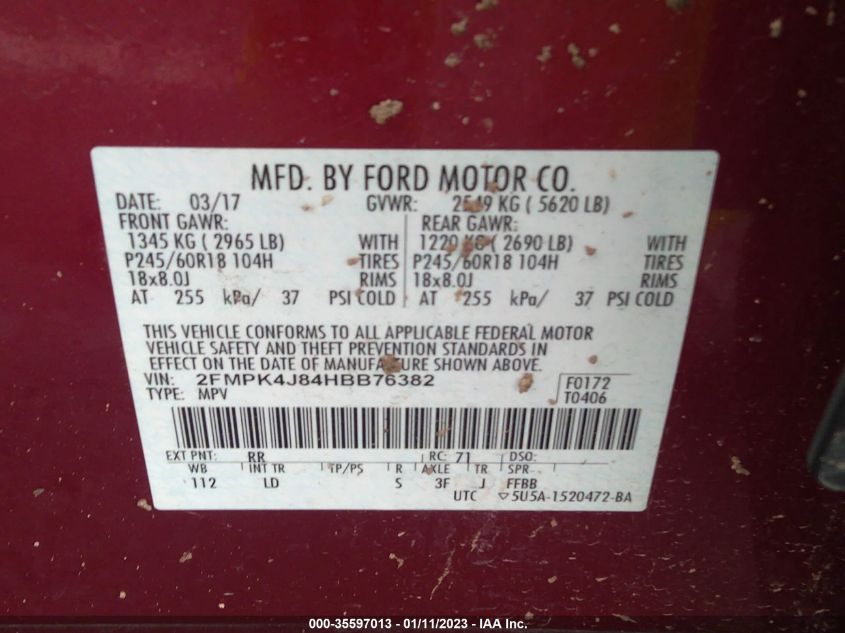 MFD. BY FORD MOTOR CO.
DATE: 03/17 GVWR: 2549 KG ( 5620 LB)
FRONT GAWR: REAR GAWR:
1345 KG ( 2965 LB) WITH 1220 KG ( 2690 LB) WITH
P245/60R18 104H TIRES P245/60R18 104H TIRES
18x8.0J RIMS 18x8.0J RIMS
AT 255 kPa/ 37 PSI COLD AT 255 kPa/ 37 PSI COLD
THIS VEHICLE CONFORMS TO ALL APPLICABLE FEDERAL MOTOR
VEHICLE SAFETY AND THEFT PREVENTION STANDARDS IN
EFFECT ON THE DATE OF MANUFACTURE SHOWN ABOVE.
VIN: 2FMPK4J84HBB76382 F0172
TYPE: MPV T0406
EXT PNT: RR RC: 71 DSO:
WB INT TR TP/PS R AXLE TR SPR
112 LD S 3F J FFBB
UTC ▽5U5A-1520472-BA
000-35597013 - 01/11/2023 - IAA Inc.